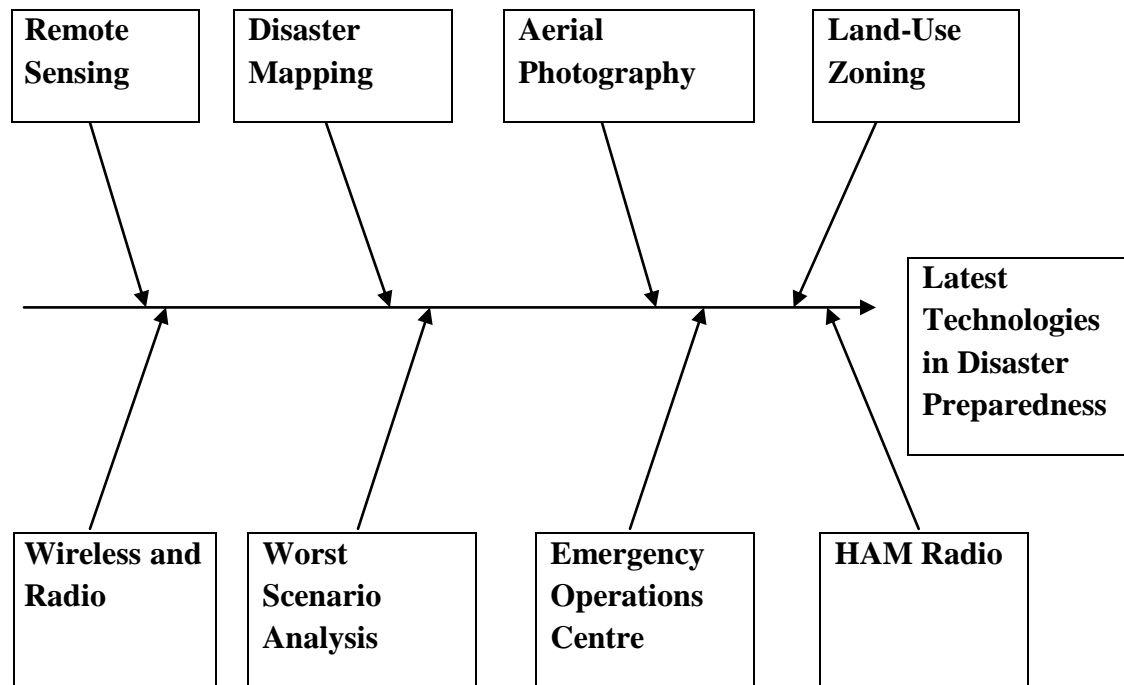 Remote
Sensing
Disaster
Mapping
Aerial
Photography
Land-Use
Zoning
Latest
Technologies
in Disaster
Preparedness
Wireless and
Radio
Worst
Scenario
Analysis
Emergency
Operations
Centre
HAM Radio